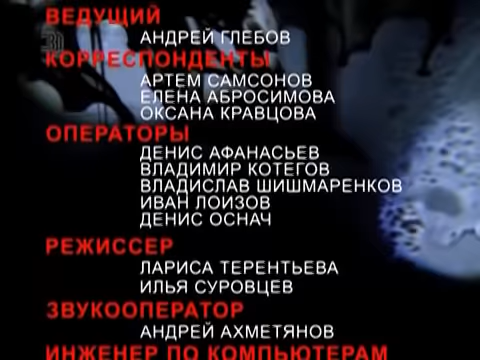 ВЕДУЩИЙ
АНДРЕЙ ГЛЕБОВ
КОРРЕСПОНДЕНТЫ
АРТЕМ САМСОНОВ
ЕЛЕНА АБРОСИМОВА
ОКСАНА КРАВЦОВА
ОПЕРАТОРЫ
ДЕНИС АФАНАСЬЕВ
ВЛАДИМИР КОТЕГОВ
ВЛАДИСЛАВ ШИШМАРЕНКОВ
ИВАН ЛОИЗОВ
ДЕНИС ОСНАЧ
РЕЖИССЕР
ЛАРИСА ТЕРЕНТЬЕВА
ИЛЬЯ СУРОВЦЕВ
ЗВУКООПЕРАТОР
АНДРЕЙ АХМЕТЯНОВ
ИНЖЕНЕР ПО КОМПЬЮТЕРАМ